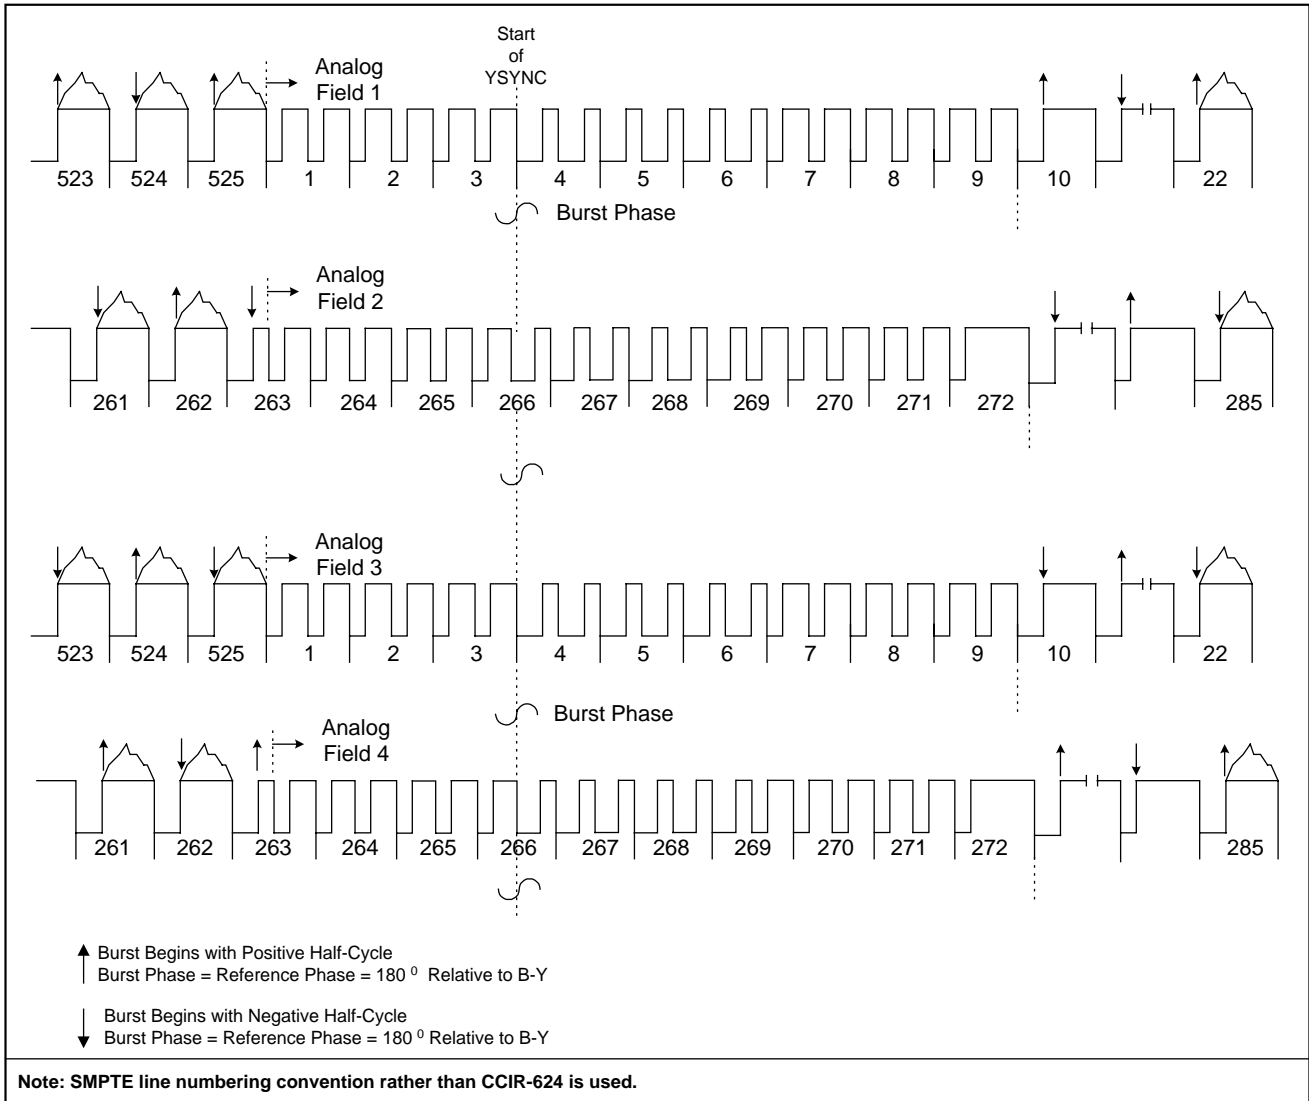 Start
of
YSYNC
Analog
Field 1
523 524 525 1 2 3 4 5 6 7 8 9 10 22
Burst Phase
Analog
Field 2
261 262 263 264 265 266 267 268 269 270 271 272 285
Analog
Field 3
523 524 525 1 2 3 4 5 6 7 8 9 10 22
Burst Phase
Analog
Field 4
261 262 263 264 265 266 267 268 269 270 271 272 285
Burst Begins with Positive Half-Cycle
Burst Phase = Reference Phase = 180 ⁰ Relative to B-Y
Burst Begins with Negative Half-Cycle
Burst Phase = Reference Phase = 180 ⁰ Relative to B-Y
Note: SMPTE line numbering convention rather than CCIR-624 is used.